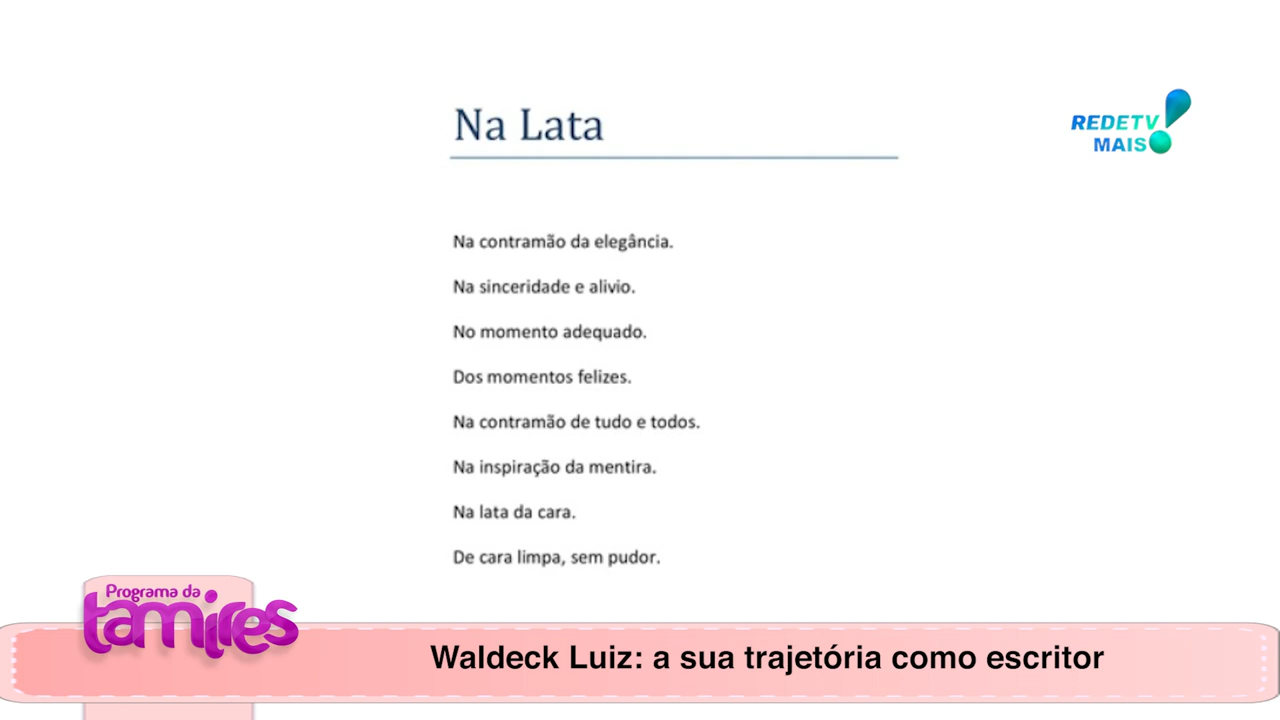 Na Lata
REDETV
MAIS
Na contramão da elegância.
Na sinceridade e alivio.
No momento adequado.
Dos momentos felizes.
Na contramão de tudo e todos.
Na inspiração da mentira.
Na lata da cara.
De cara limpa, sem pudor.
Programa da
tamires
Waldeck Luiz: a sua trajetória como escritor